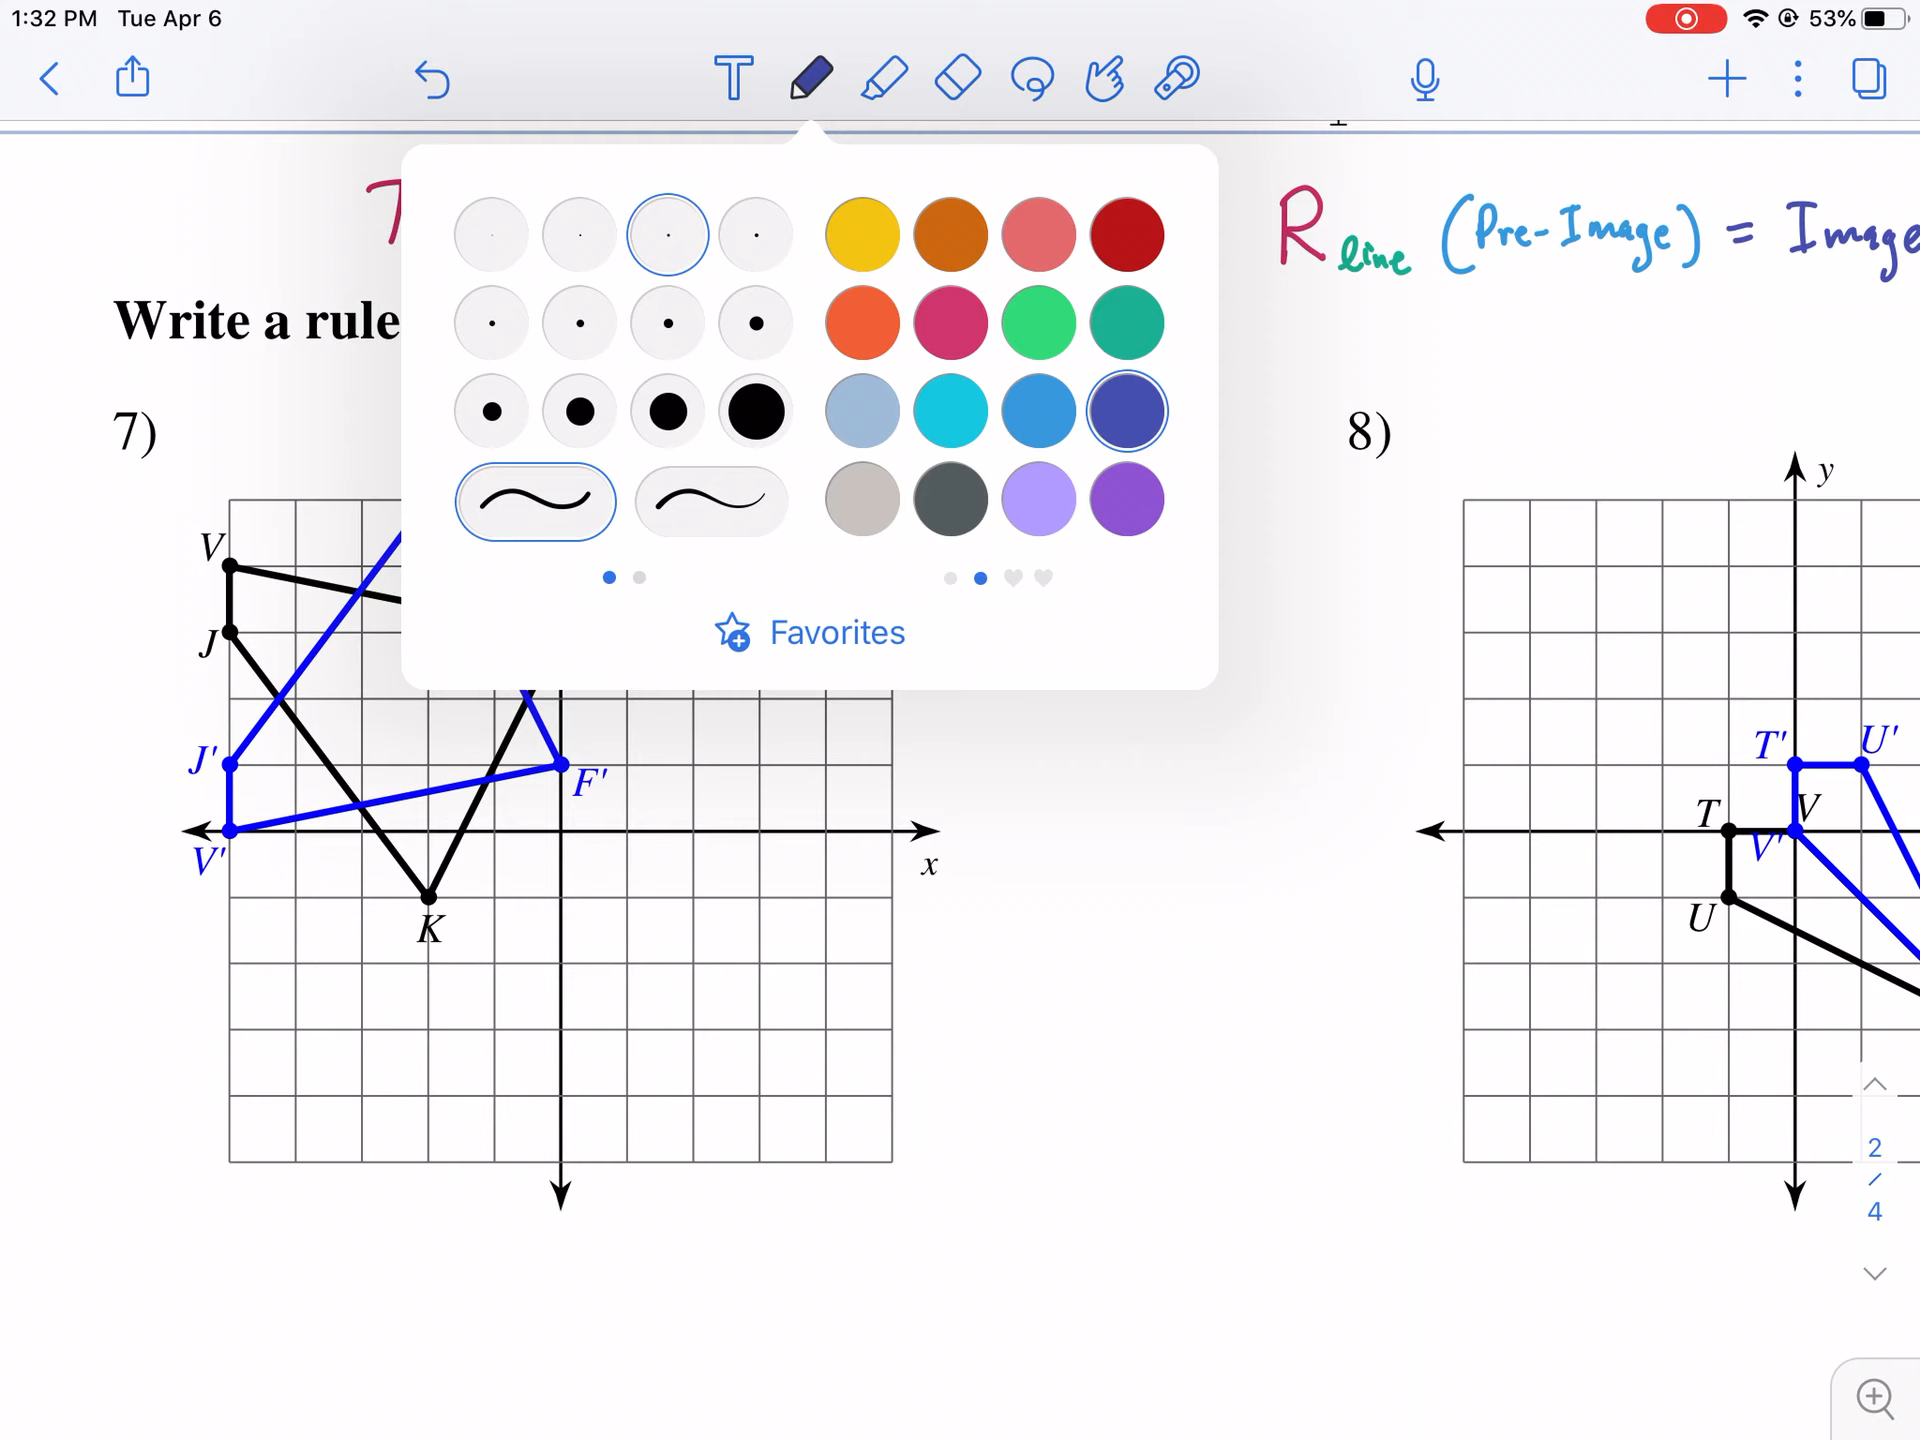 1:32 PM Tue Apr 6 53%
T
R line (Pre-Image) = Image
Write a rule
7)
8)
y
V
J
J'
F'
V'
x
K
T' U'
T V
V'
U
Favorites
2
/
4